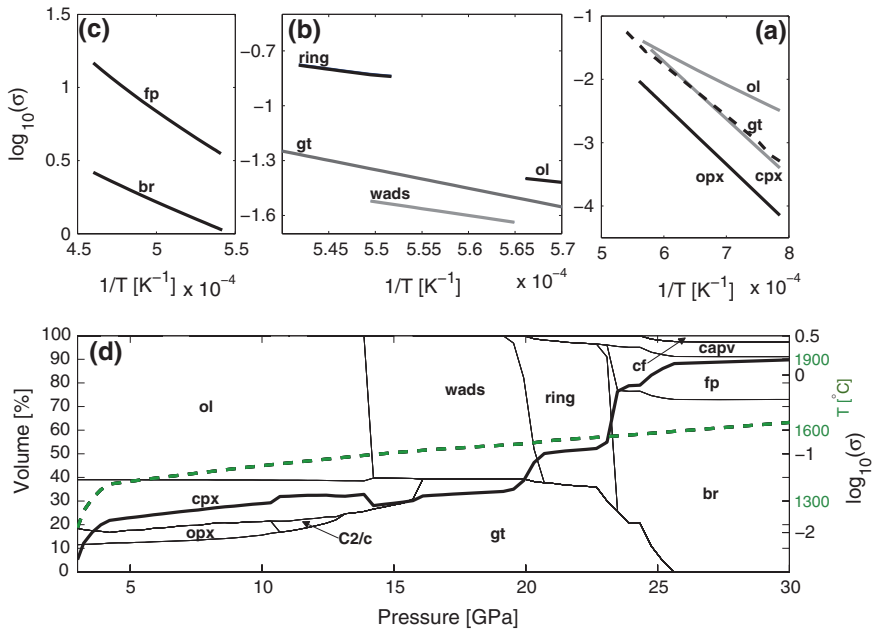 (c)
log10(σ)
1.5
1
0.5
0
fp
br
4.5
5
5.5
1/T [K−1]
x 10−4
(b)
−0.7
−1
−1.3
−1.6
ring
gt
wads
ol
5.45
5.5
5.55
5.6
5.65
5.7
1/T [K−1]
x 10−4
(a)
−1
−2
−3
−4
ol
gt
opx
cpx
5
6
7
8
1/T [K−1]
x 10−4
(d)
Volume [%]
100
90
80
70
60
50
40
30
20
10
0
ol
wads
ring
cf
capv
fp
cpx
opx
C2/c
gt
br
5
10
15
20
25
30
Pressure [GPa]
0.5
0
−1
−2
1900
1600
1300
T [°C]
log10(σ)